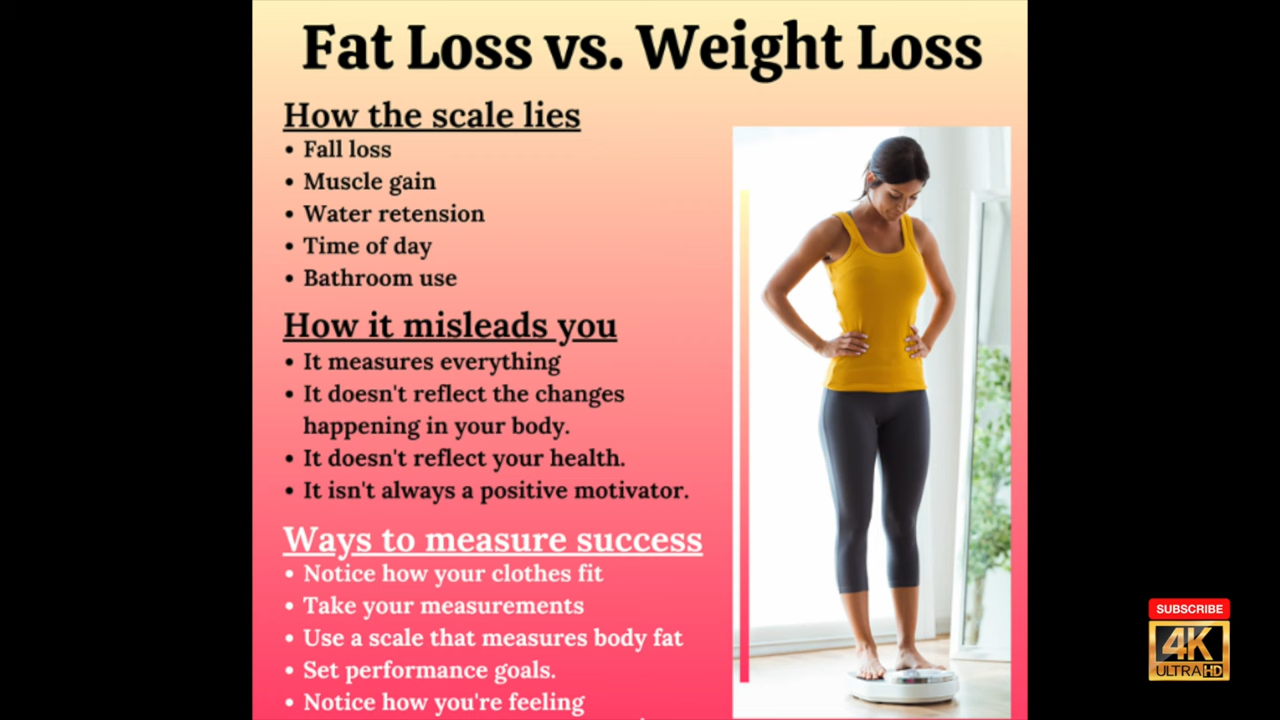 Fat Loss vs. Weight Loss
How the scale lies
• Fall loss
• Muscle gain
• Water retension
• Time of day
• Bathroom use
How it misleads you
• It measures everything
• It doesn't reflect the changes
happening in your body.
• It doesn't reflect your health.
• It isn't always a positive motivator.
Ways to measure success
• Notice how your clothes fit
• Take your measurements
• Use a scale that measures body fat
• Set performance goals.
• Notice how you're feeling
SUBSCRIBE
4K
ULTRA HD